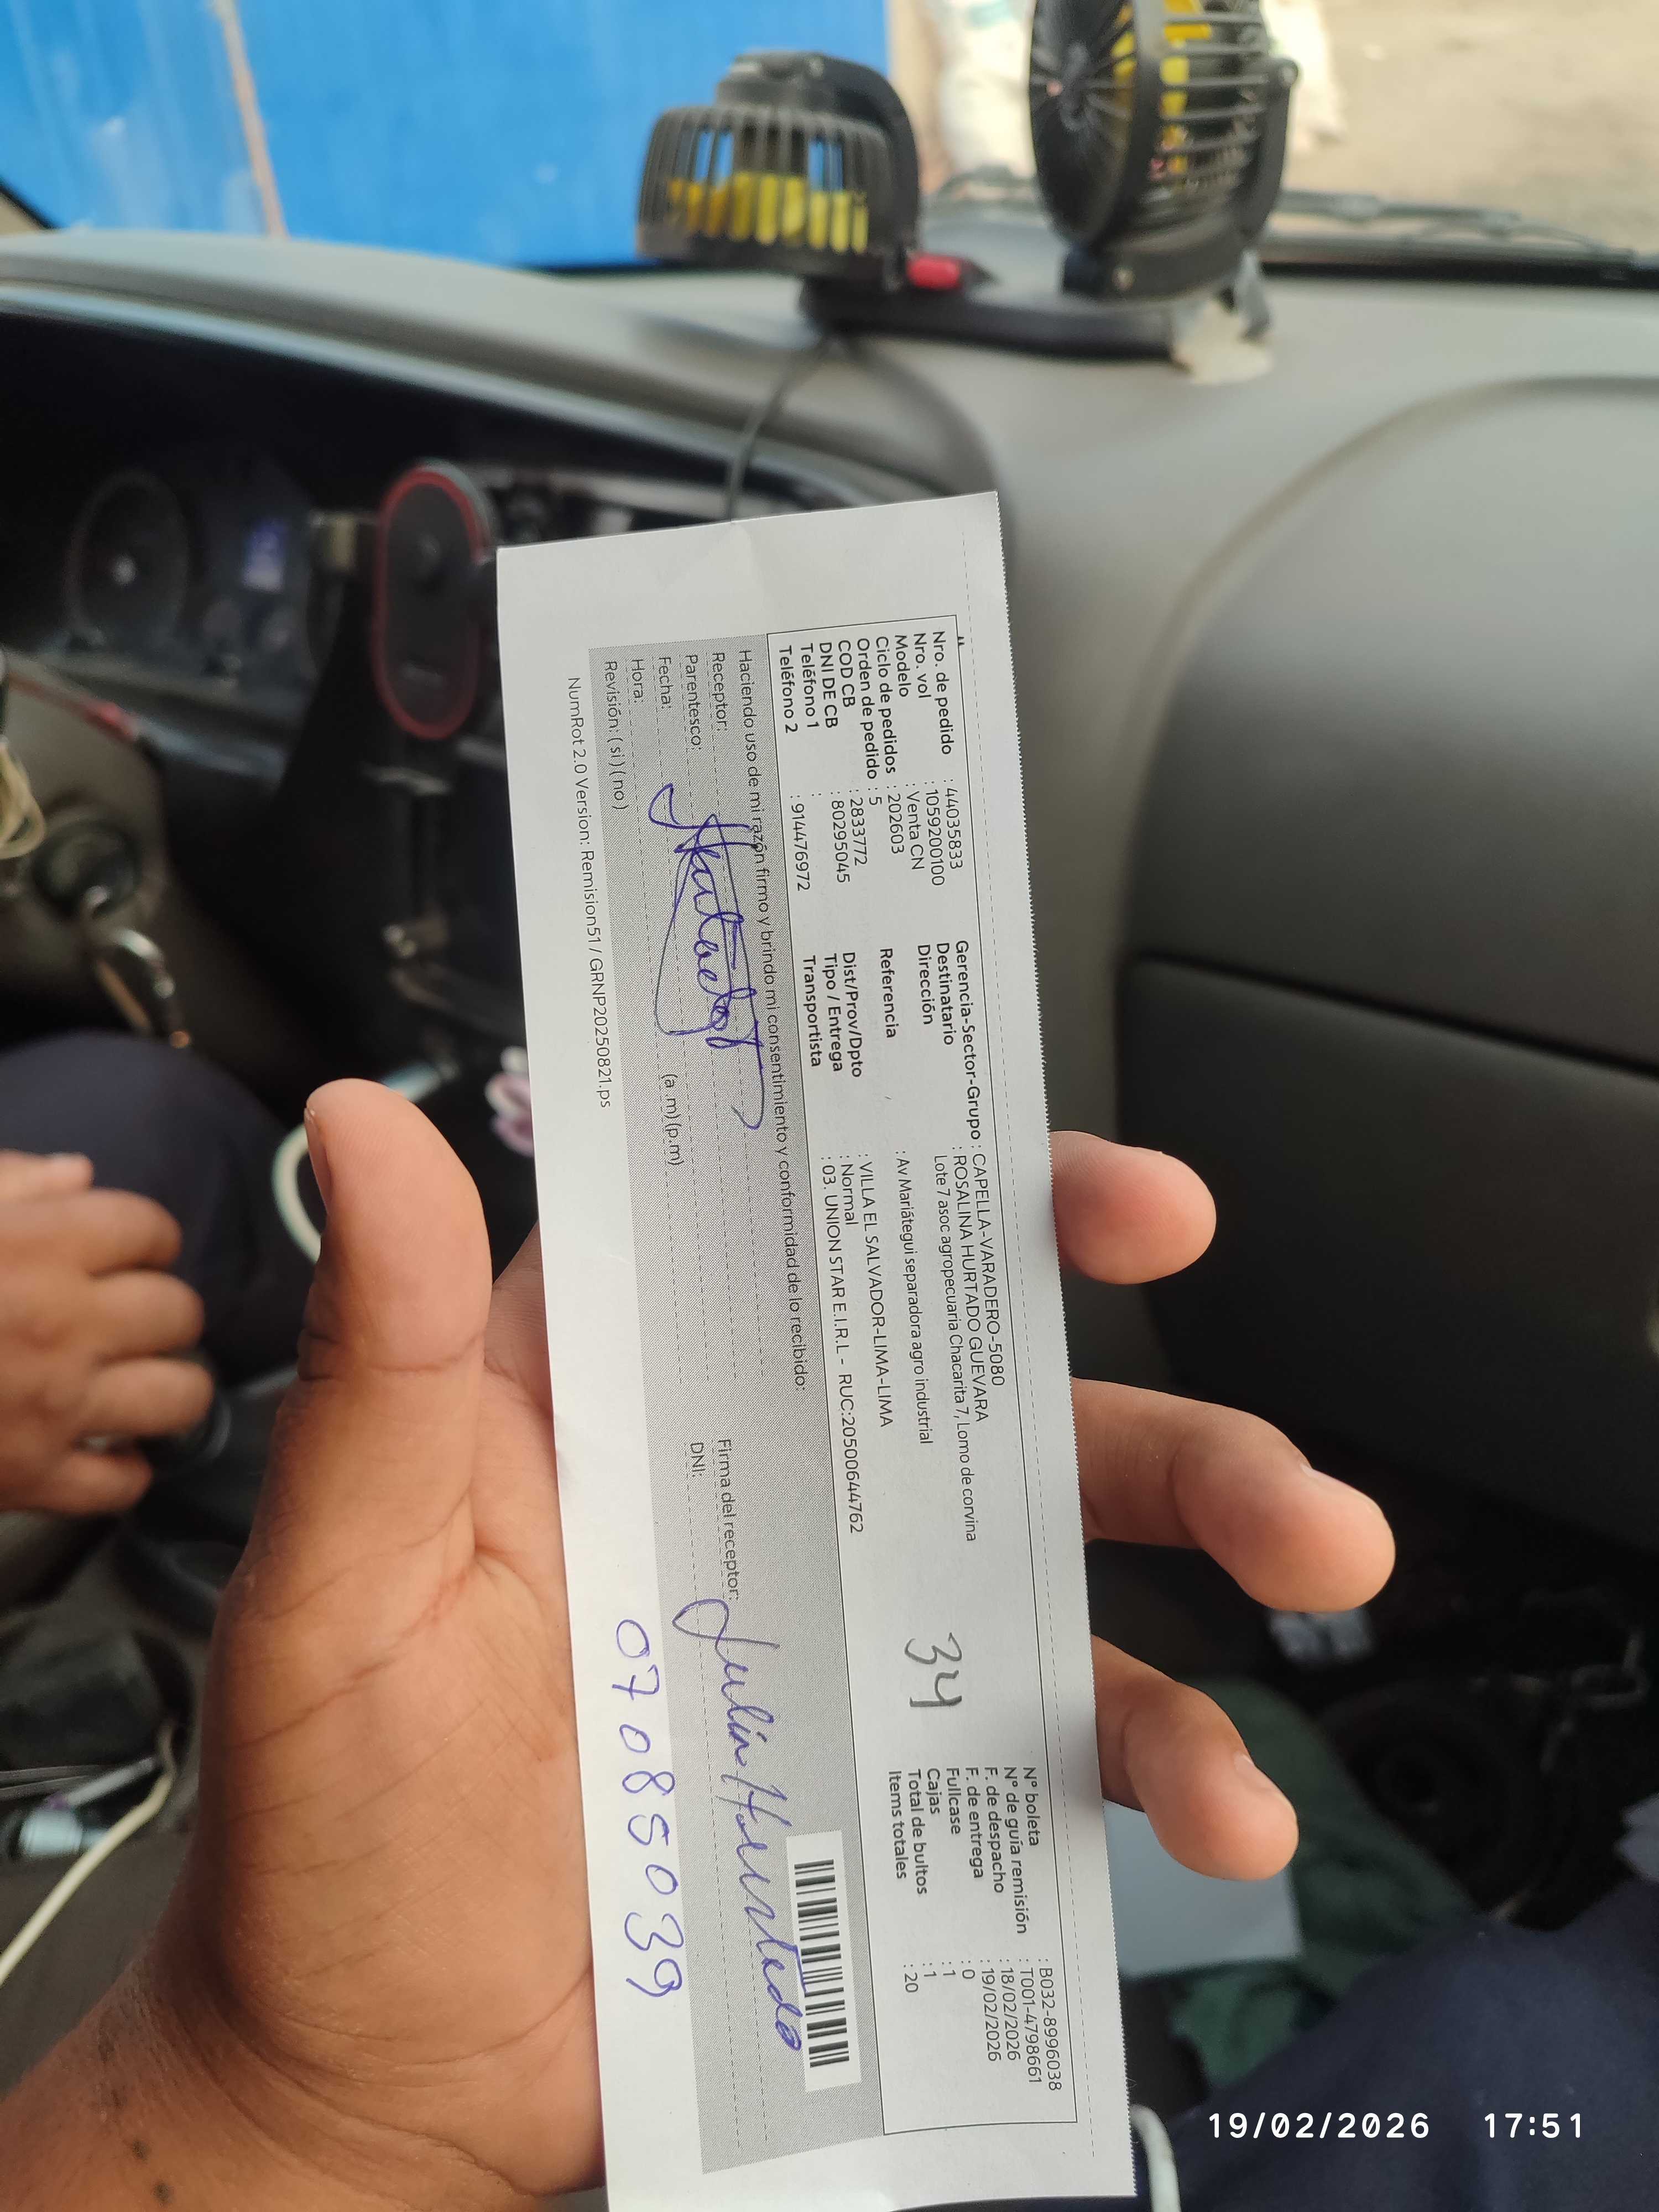 Nro. de pedido : 44035833
Nro. vol : 1059200100
Modelo : Venta CN
Ciclo de pedidos : 202603
Orden de pedido : 5
COD CB : 2833772
DNI DE CB : 80295045
Teléfono 1 :
Teléfono 2 : 914476972
Gerencia-Sector-Grupo : CAPELLA-VARADERO-5080
Destinatario : ROSALINA HURTADO GUEVARA
Dirección Lote 7 asoc agropecuaria Chacarita 7, Lomo de corvina
Referencia : Av Mariátegui separadora agro industrial
Dist/Prov/Dpto : VILLA EL SALVADOR-LIMA-LIMA
Tipo / Entrega : Normal
Transportista : 03. UNION STAR E.I.R.L - RUC:20500644762
34
N° boleta : B032-8996038
N° de guia remisión : T001-4798661
F. de despacho : 18/02/2026
F. de entrega : 19/02/2026
Fullcase : 0
Cajas : 1
Total de bultos : 1
Items totales : 20
Haciendo uso de mi razón firmo y brindo mi consentimiento y conformidad de lo recibido:
Receptor:
Parentesco:
Fecha:
Hora: (a.m) (p.m)
Revisión: ( si ) ( no )
Firma del receptor: Julia Hurtado
DNI:
07085039
NumRot 2.0 Version: Remision51 / GRNP20250821.ps
19/02/2026 17:51